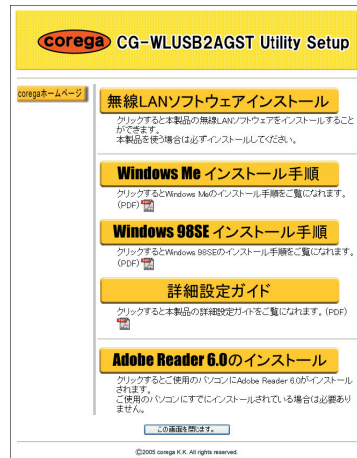 corega CG-WLUSB2AGST Utility Setup
coregaホームページ
無線LANソフトウェアインストール
クリックすると本製品の無線LANソフトウェアをインストールすること
ができます。
本製品を使う場合は必ずインストールしてください。
Windows Me インストール手順
クリックするとWindows Meのインストール手順をご覧になれます。
(PDF)
Windows 98SE インストール手順
クリックするとWindows 98SEのインストール手順をご覧になれます。
(PDF)
詳細設定ガイド
クリックすると本製品の詳細設定ガイドをご覧になれます。(PDF)
Adobe Reader 6.0のインストール
クリックするとご使用のパソコンにAdobe Reader 6.0がインストール
されます。
ご使用のパソコンにすでにインストールされている場合は必要あり
ません。
この画面を閉じます。
©2005 corega K.K. All rights reserved.